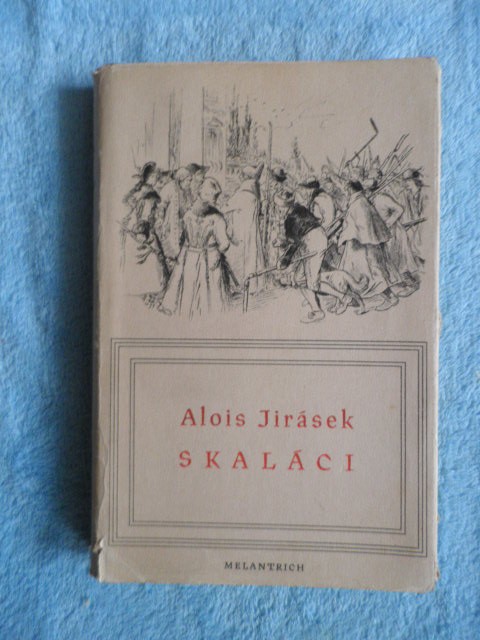 Alois Jirásek
SKALÁCI
MELANTRICH